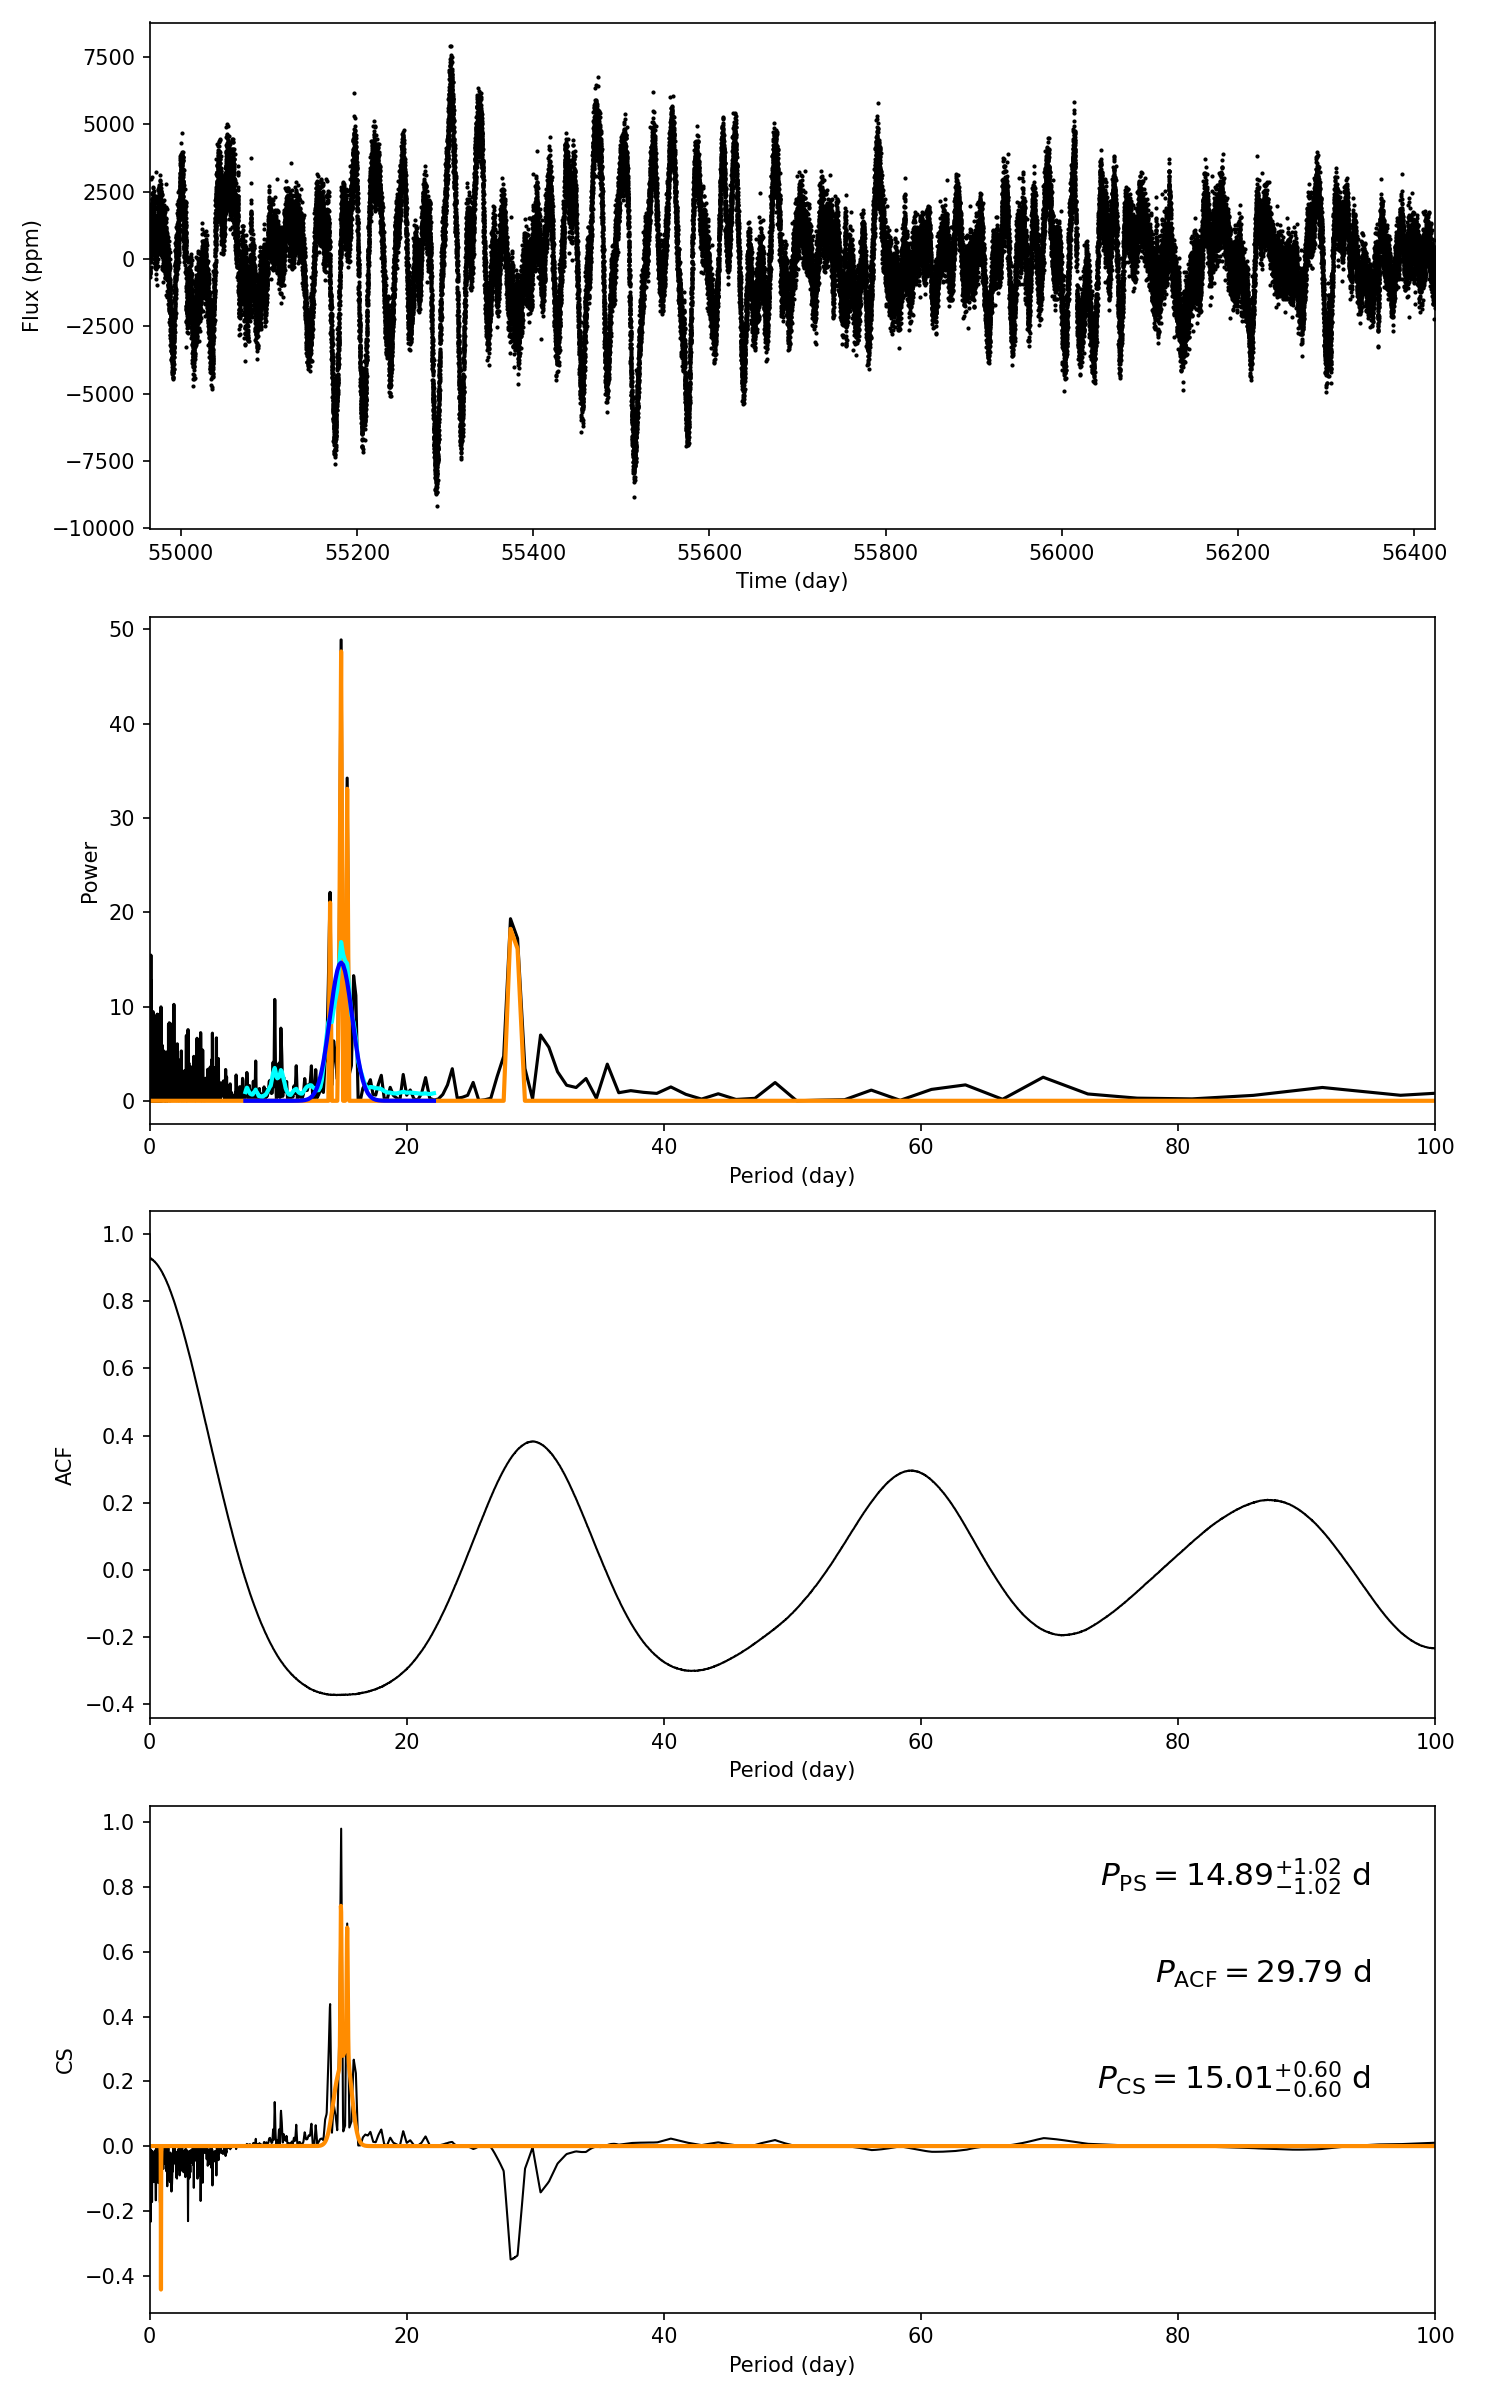 7500
5000
2500
0
−2500
−5000
−7500
−10000
Flux (ppm)
55000 55200 55400 55600 55800 56000 56200 56400
Time (day)
50
40
30
20
10
0
Power
0 20 40 60 80 100
Period (day)
1.0
0.8
0.6
0.4
0.2
0.0
−0.2
−0.4
ACF
0 20 40 60 80 100
Period (day)
1.0
0.8
0.6
0.4
0.2
0.0
−0.2
−0.4
CS
P_PS = 14.89^{+1.02}_{−1.02} d
P_ACF = 29.79 d
P_CS = 15.01^{+0.60}_{−0.60} d
0 20 40 60 80 100
Period (day)